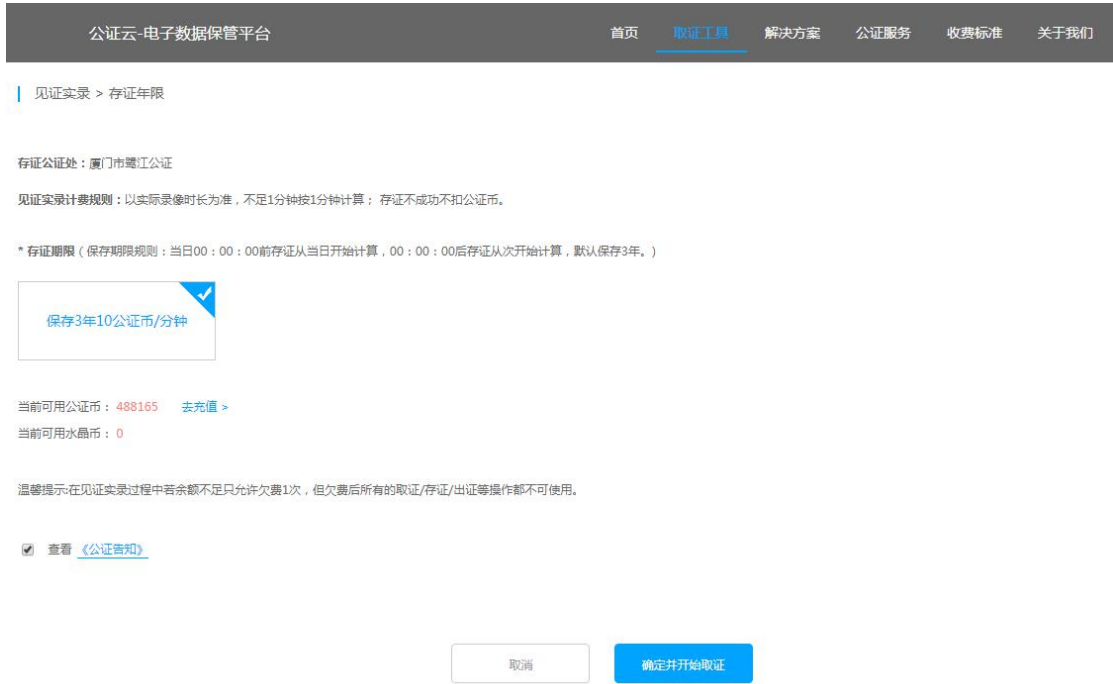 公证云-电子数据保管平台 首页 取证工具 解决方案 公证服务 收费标准 关于我们
见证实录 > 存证年限
存证公证处：厦门市鹭江公证
见证实录计费规则：以实际录像时长为准，不足1分钟按1分钟计算； 存证不成功不扣公证币。
* 存证期限（保存期限规则：当日00：00：00前存证从当日开始计算，00：00：00后存证从次开始计算，默认保存3年。）
保存3年10公证币/分钟
当前可用公证币： 488165 去充值 >
当前可用水晶币： 0
温馨提示:在见证实录过程中若余额不足只允许欠费1次，但欠费后所有的取证/存证/出证等操作都不可使用。
查看 《公证告知》
取消 确定并开始取证